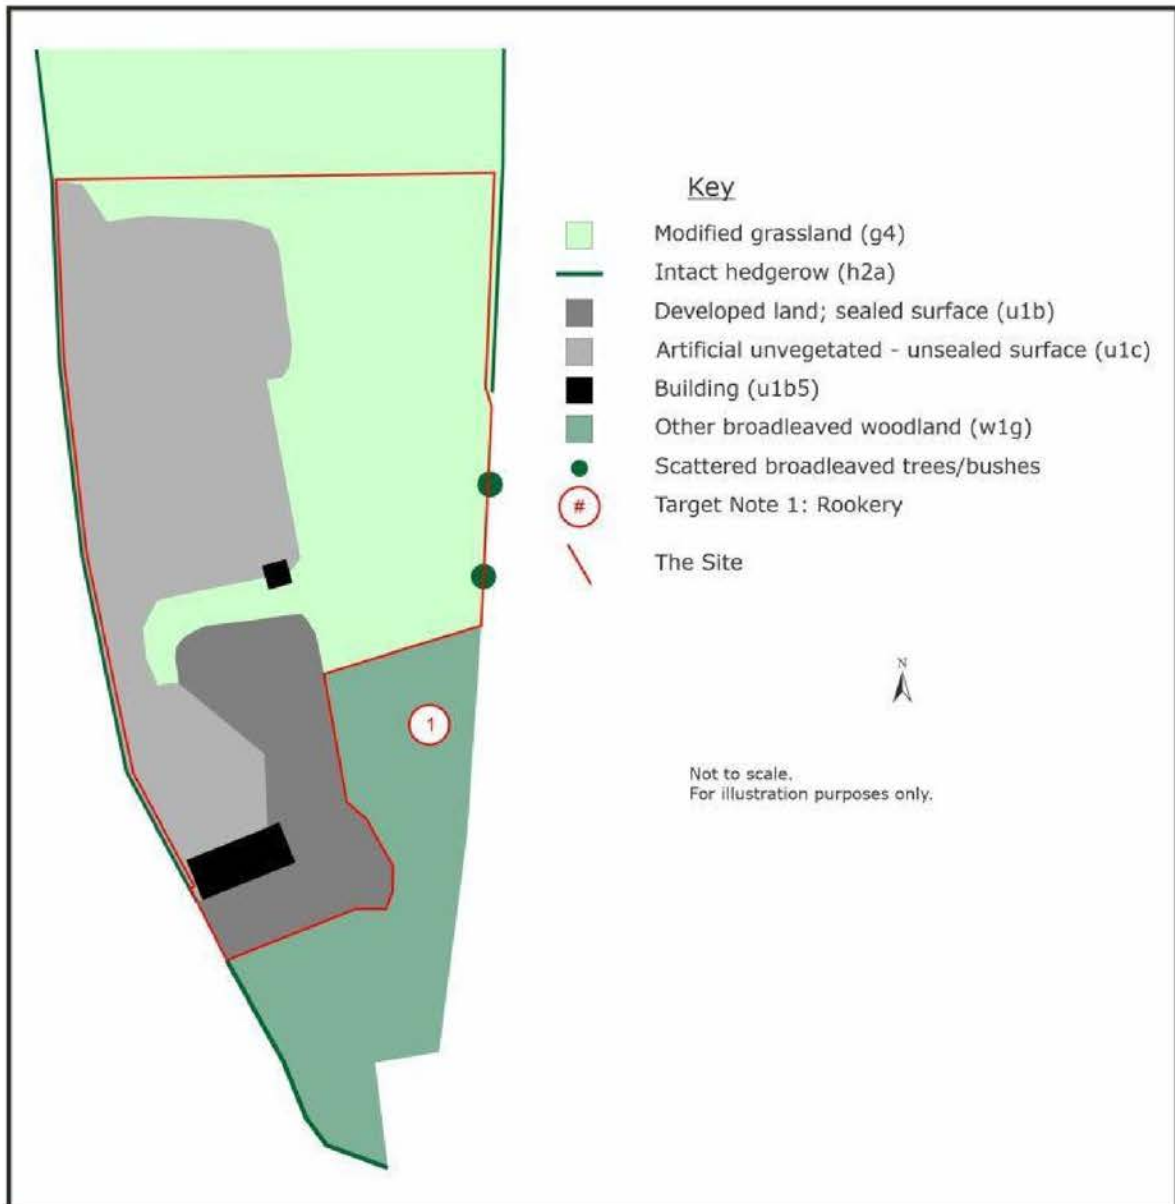 Key
Modified grassland (g4)
Intact hedgerow (h2a)
Developed land; sealed surface (u1b)
Artificial unvegetated - unsealed surface (u1c)
Building (u1b5)
Other broadleaved woodland (w1g)
Scattered broadleaved trees/bushes
# Target Note 1: Rookery
The Site
1
N
Not to scale.
For illustration purposes only.